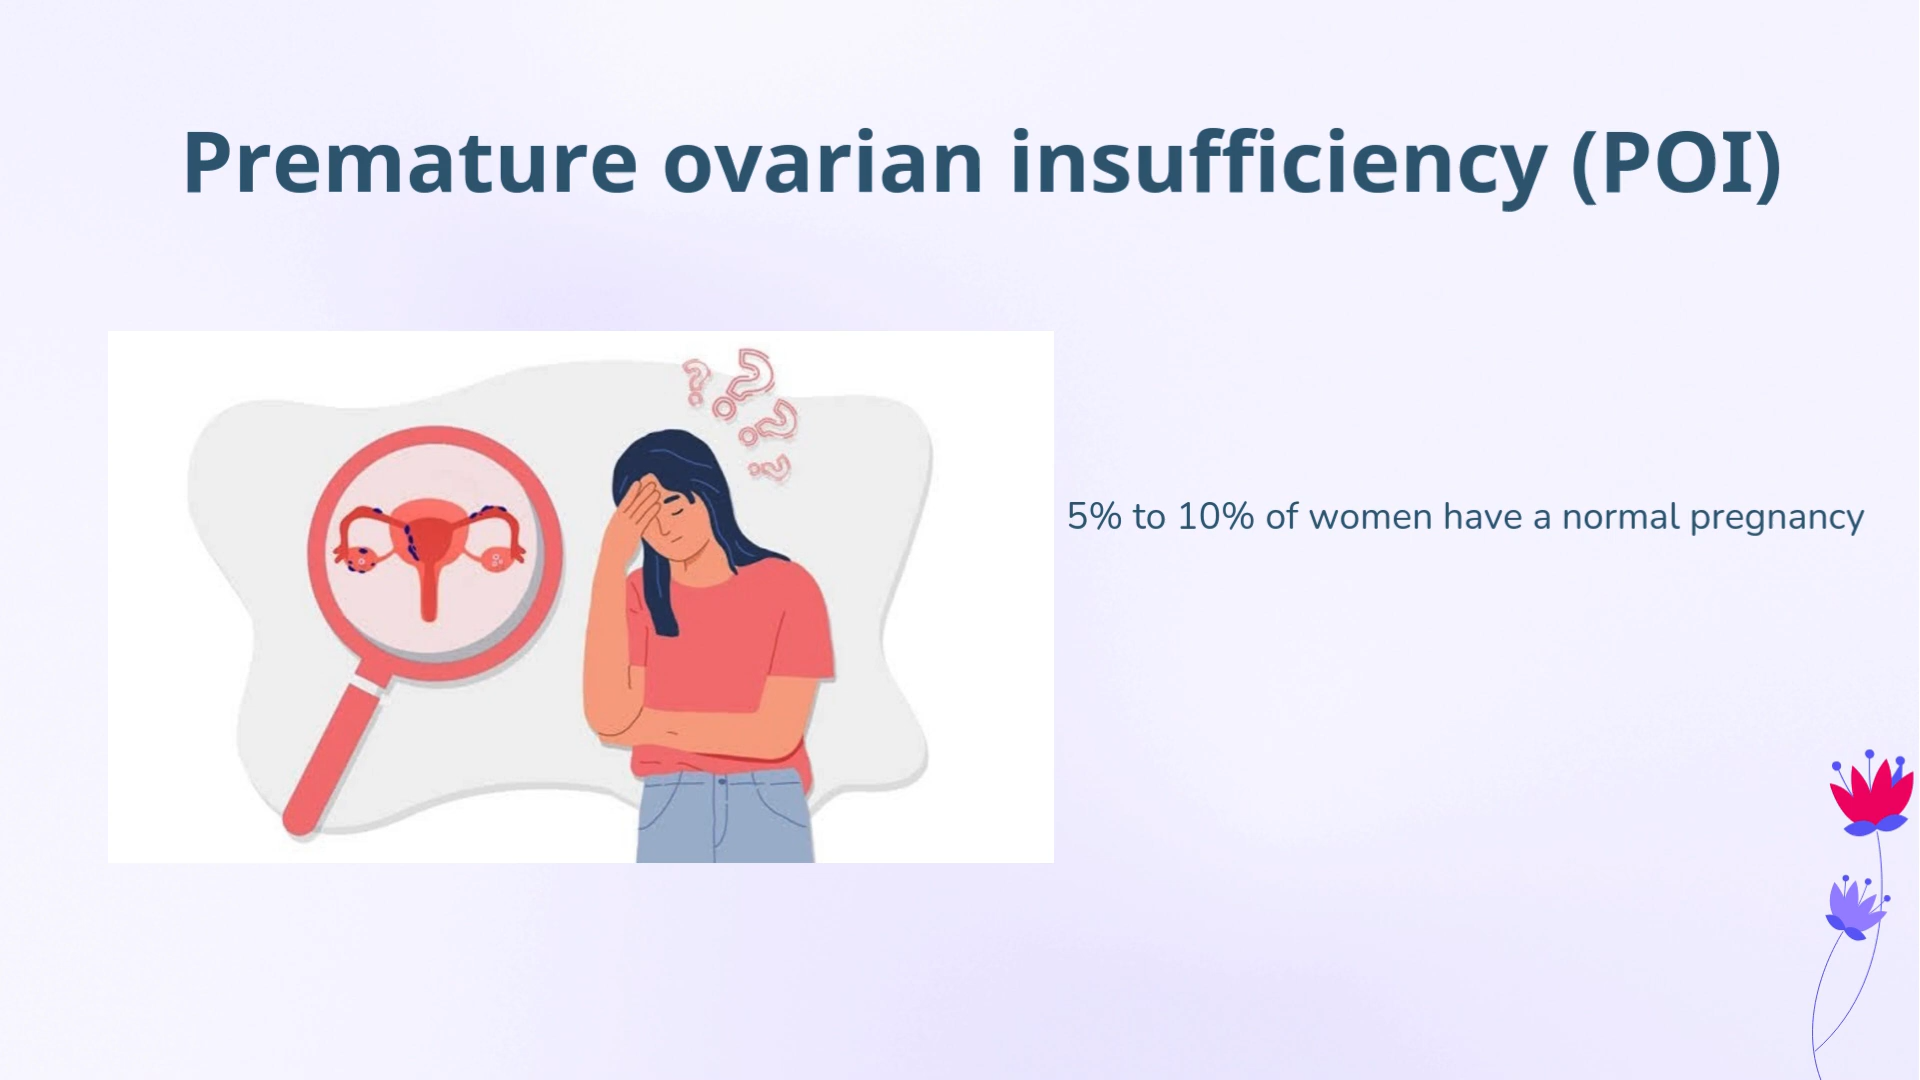 Premature ovarian insufficiency (POI)
5% to 10% of women have a normal pregnancy